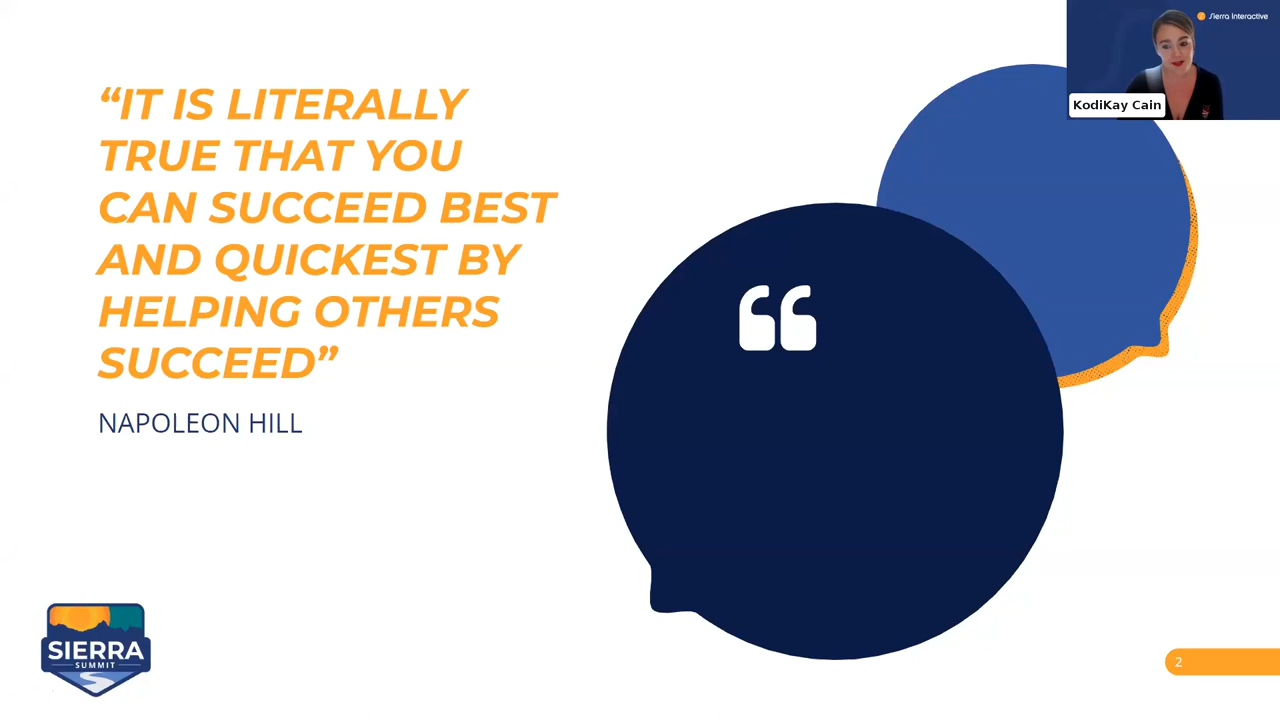 Sierra Interactive
KodiKay Cain
“IT IS LITERALLY
TRUE THAT YOU
CAN SUCCEED BEST
AND QUICKEST BY
HELPING OTHERS
SUCCEED”
NAPOLEON HILL
“
SIERRA
SUMMIT
2